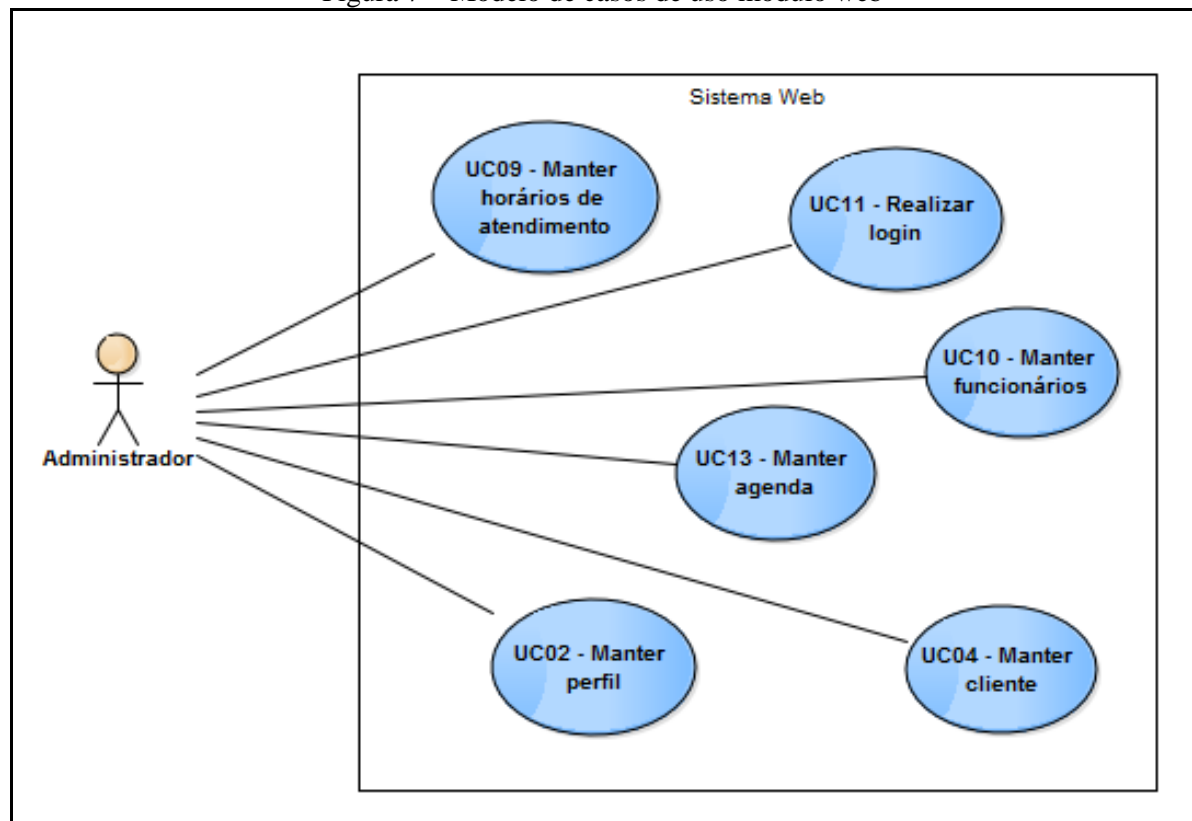 Sistema Web
UC09 - Manter
horários de
atendimento
UC11 - Realizar
login
UC10 - Manter
funcionários
UC13 - Manter
agenda
Administrador
UC02 - Manter
perfil
UC04 - Manter
cliente